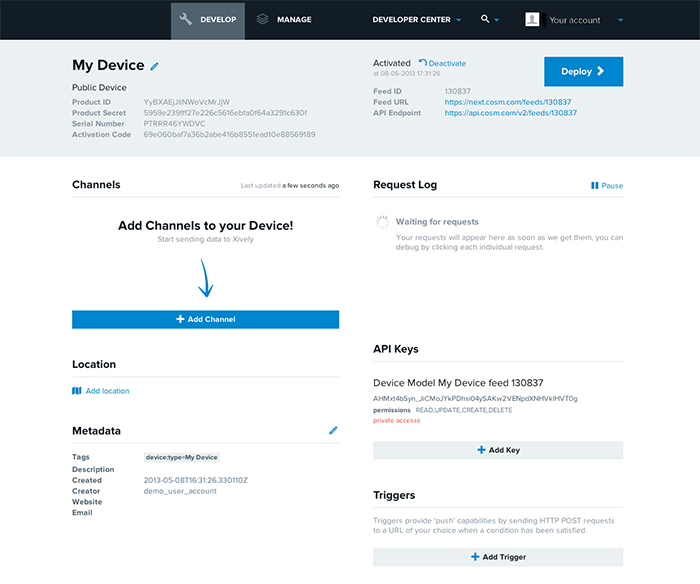 DEVELOP
MANAGE
DEVELOPER CENTER
Your account
My Device
Public Device
Product ID YyBXAEjJliNWoVcMrJjW
Product Secret 5959e239fff27e226c5616ebfa0f64a3291c630f
Serial Number PTRRR46YWDVC
Activation Code 69e060baf7a36b2abe416b8551ead10e88569189
Activated Deactivate
at 08-05-2013 17:31:26
Feed ID 130837
Feed URL https://next.cosm.com/feeds/130837
API Endpoint https://api.cosm.com/v2/feeds/130837
Deploy
Channels
Last updated a few seconds ago
Add Channels to your Device!
Start sending data to Xively
Add Channel
Location
Add location
Metadata
Tags device:type=My Device
Description
Created 2013-05-08T16:31:26.330110Z
Creator demo_user_account
Website
Email
Request Log
Pause
Waiting for requests
Your requests will appear here as soon as we get them, you can
debug by clicking each individual request.
API Keys
Device Model My Device feed 130837
AHMxt4bSyn_JiCMoJYkPDhsi04ySAKw2VENpdXNHVkIHVT0g
permissions READ,UPDATE,CREATE,DELETE
private accesss
Add Key
Triggers
Triggers provide 'push' capabilities by sending HTTP POST requests
to a URL of your choice when a condition has been satisfied.
Add Trigger